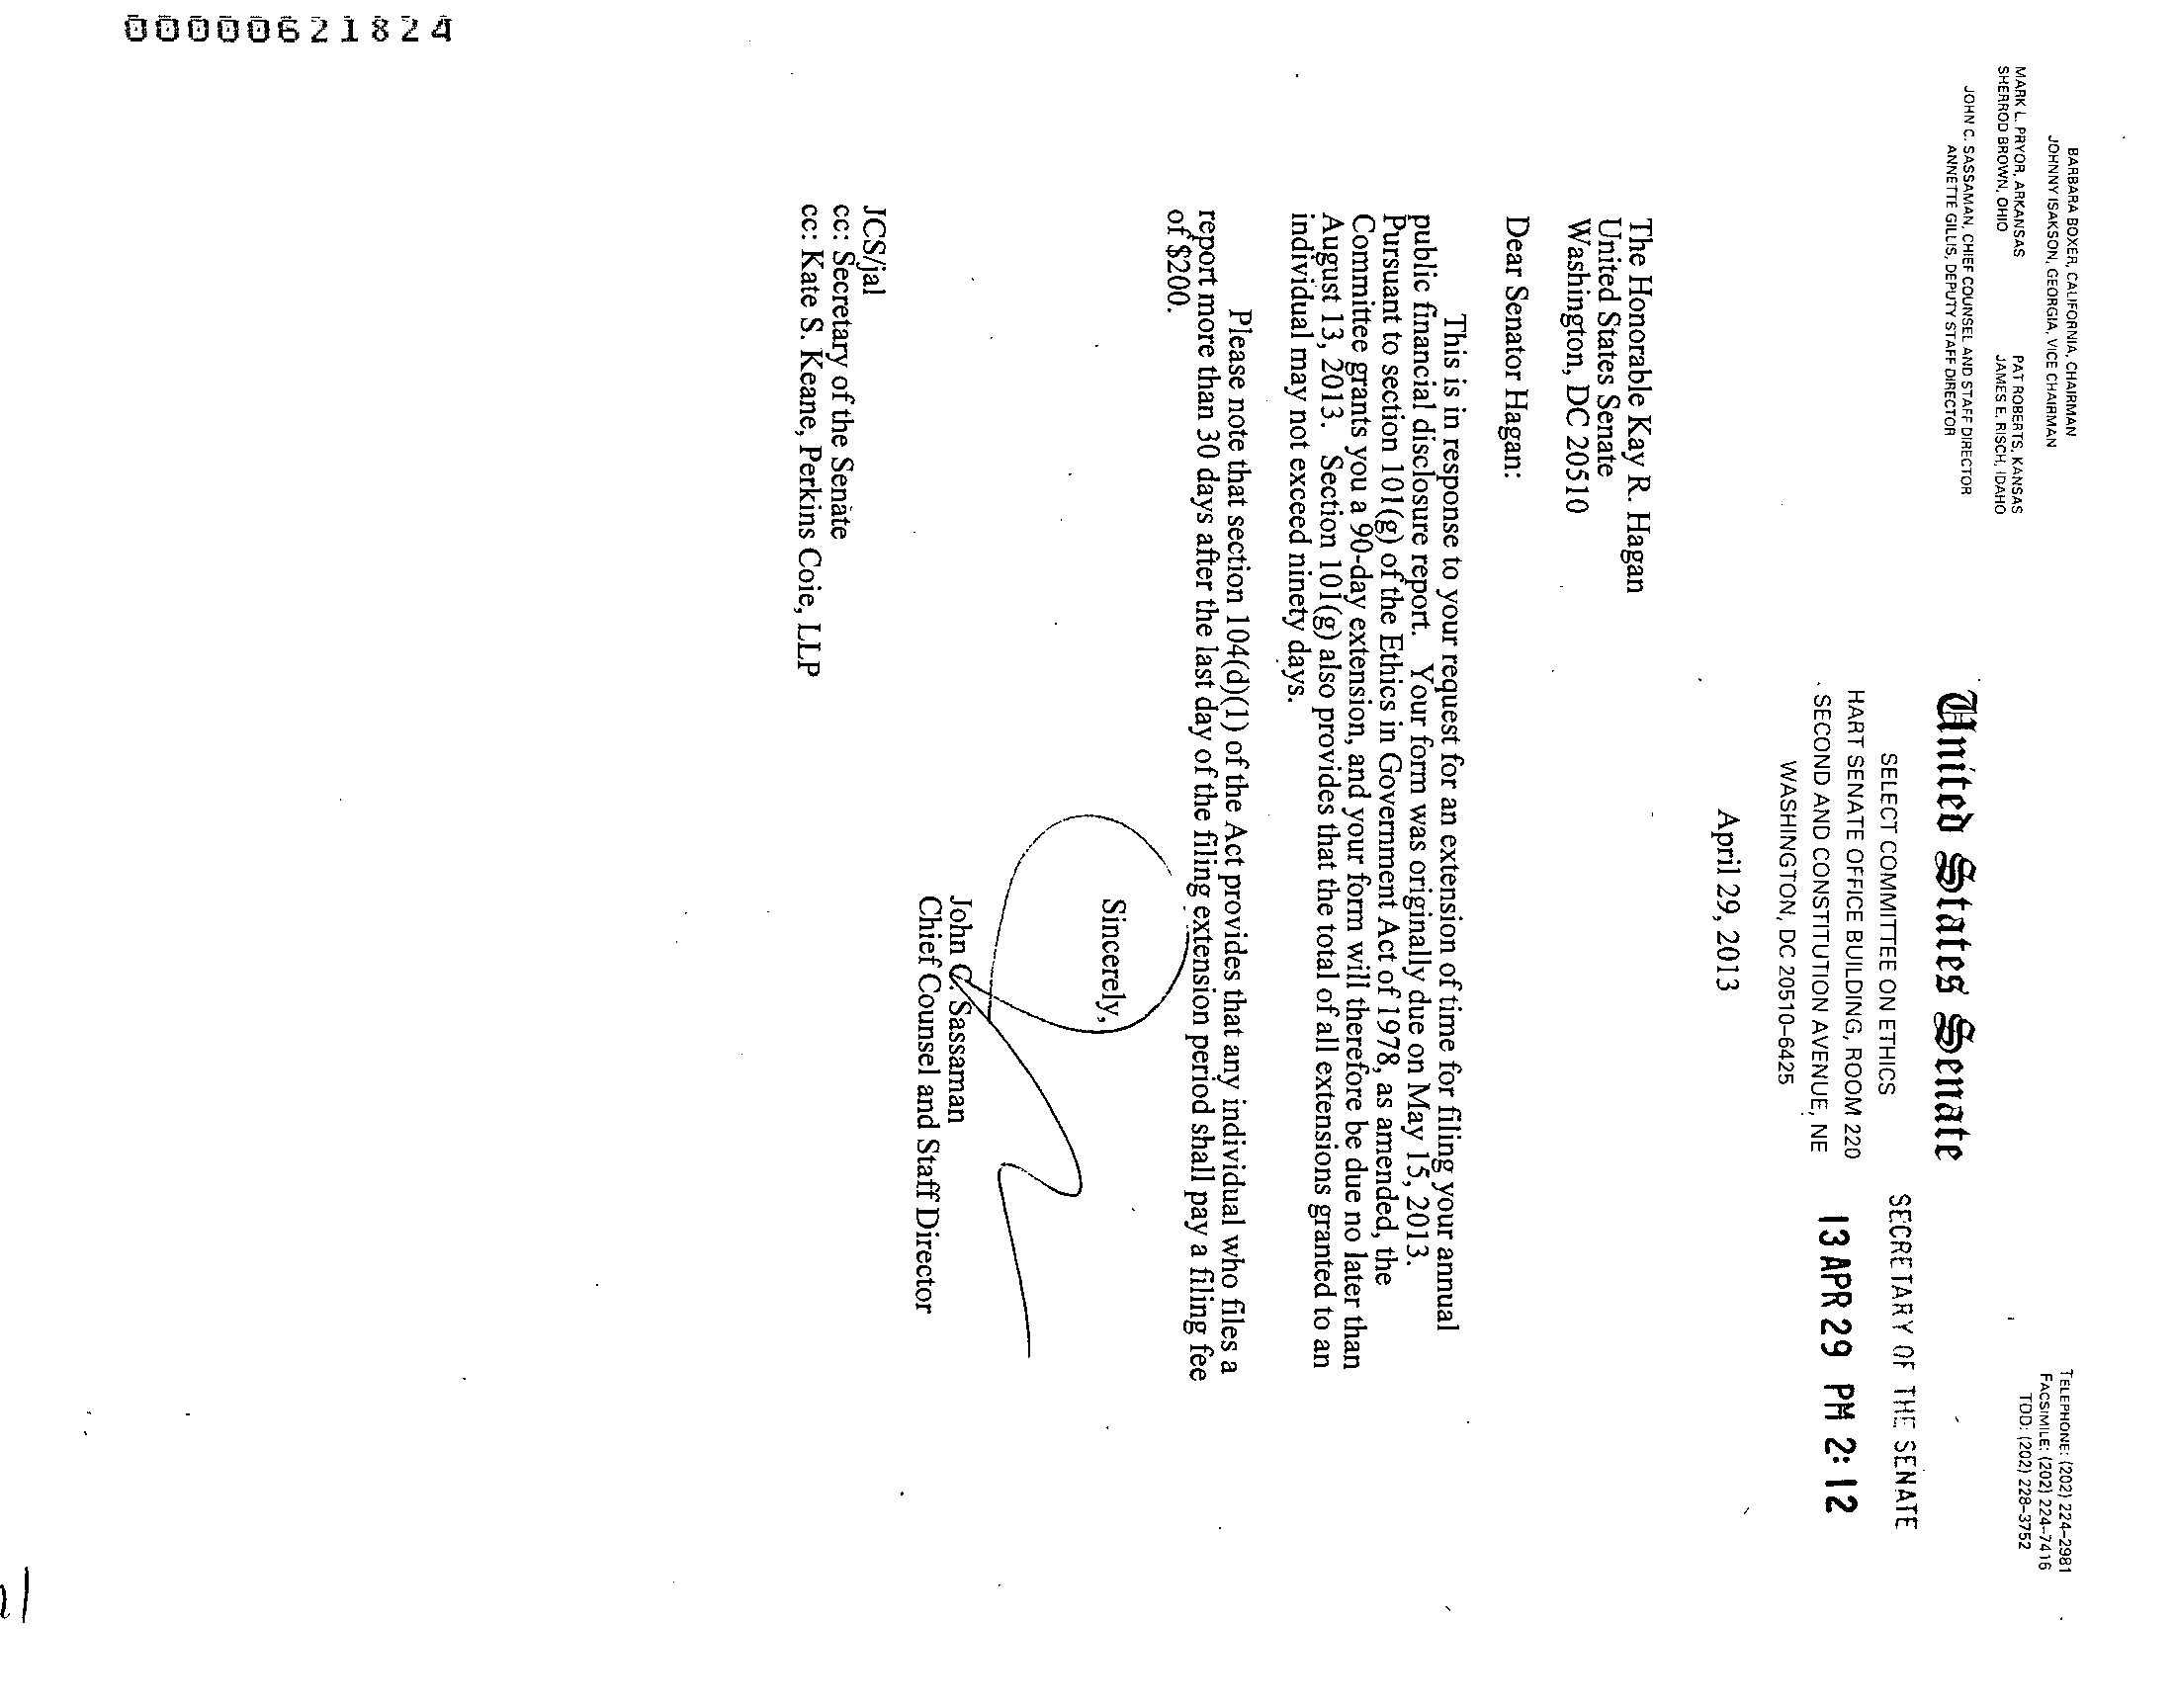 00000621824
BARBARA BOXER, CALIFORNIA, CHAIRMAN
JOHNNY ISAKSON, GEORGIA, VICE CHAIRMAN
MARK L. PRYOR, ARKANSAS PAT ROBERTS, KANSAS
SHERROD BROWN, OHIO JAMES E. RISCH, IDAHO
JOHN C. SASSAMAN, CHIEF COUNSEL AND STAFF DIRECTOR
ANNETTE GILLIS, DEPUTY STAFF DIRECTOR
TELEPHONE: (202) 224-2981
FACSIMILE: (202) 224-7416
TDD: (202) 228-3752
United States Senate
SELECT COMMITTEE ON ETHICS
HART SENATE OFFICE BUILDING, ROOM 220
SECOND AND CONSTITUTION AVENUE, NE
WASHINGTON, DC 20510-6425
SECRETARY OF THE SENATE
13 APR 29 PM 2:12
April 29, 2013
The Honorable Kay R. Hagan
United States Senate
Washington, DC 20510
Dear Senator Hagan:
This is in response to your request for an extension of time for filing your annual
public financial disclosure report. Your form was originally due on May 15, 2013.
Pursuant to section 101(g) of the Ethics in Government Act of 1978, as amended, the
Committee grants you a 90-day extension, and your form will therefore be due no later than
August 13, 2013. Section 101(g) also provides that the total of all extensions granted to an
individual may not exceed ninety days.
Please note that section 104(d)(1) of the Act provides that any individual who files a
report more than 30 days after the last day of the filing extension period shall pay a filing fee
of $200.
Sincerely,
John C. Sassaman
Chief Counsel and Staff Director
JCS/jal
cc: Secretary of the Senate
cc: Kate S. Keane, Perkins Coie, LLP